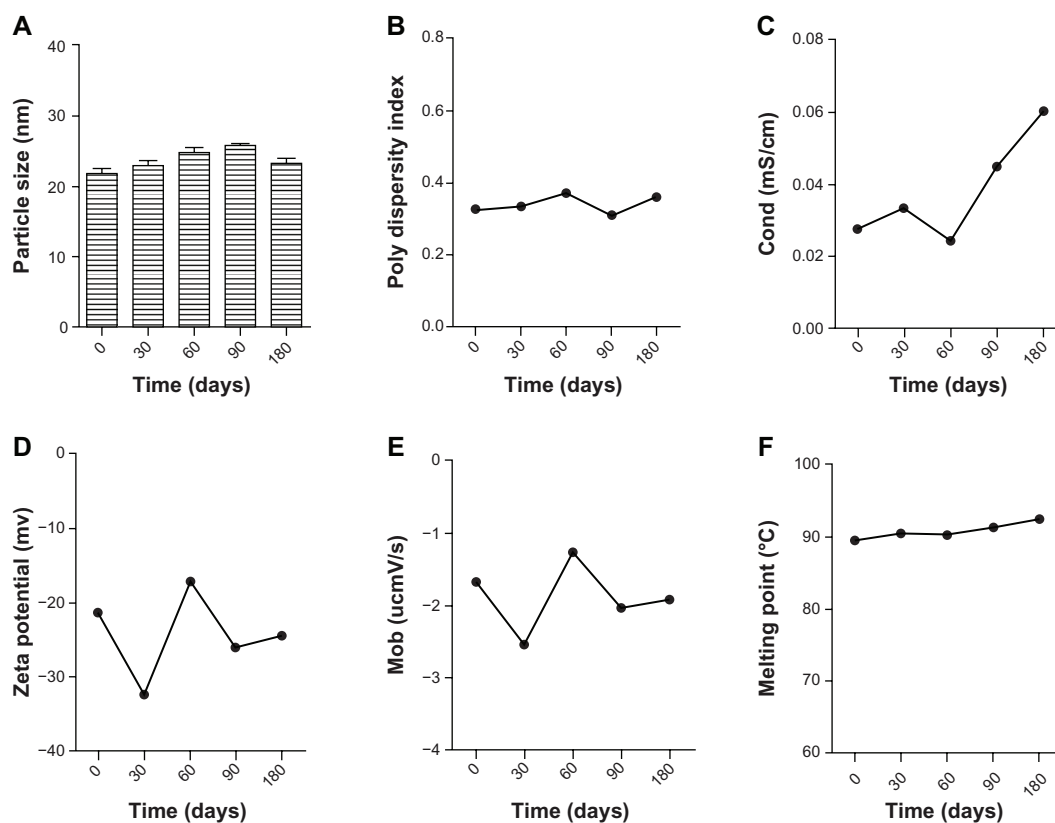 A
Particle size (nm)
40
30
20
10
0
0 30 60 90 180
Time (days)
B
Poly dispersity index
0.8
0.6
0.4
0.2
0.0
0 30 60 90 180
Time (days)
C
Cond (mS/cm)
0.08
0.06
0.04
0.02
0.00
0 30 60 90 180
Time (days)
D
Zeta potential (mv)
0
−10
−20
−30
−40
0 30 60 90 180
Time (days)
E
Mob (ucmV/s)
0
−1
−2
−3
−4
0 30 60 90 180
Time (days)
F
Melting point (°C)
100
90
80
70
60
0 30 60 90 180
Time (days)